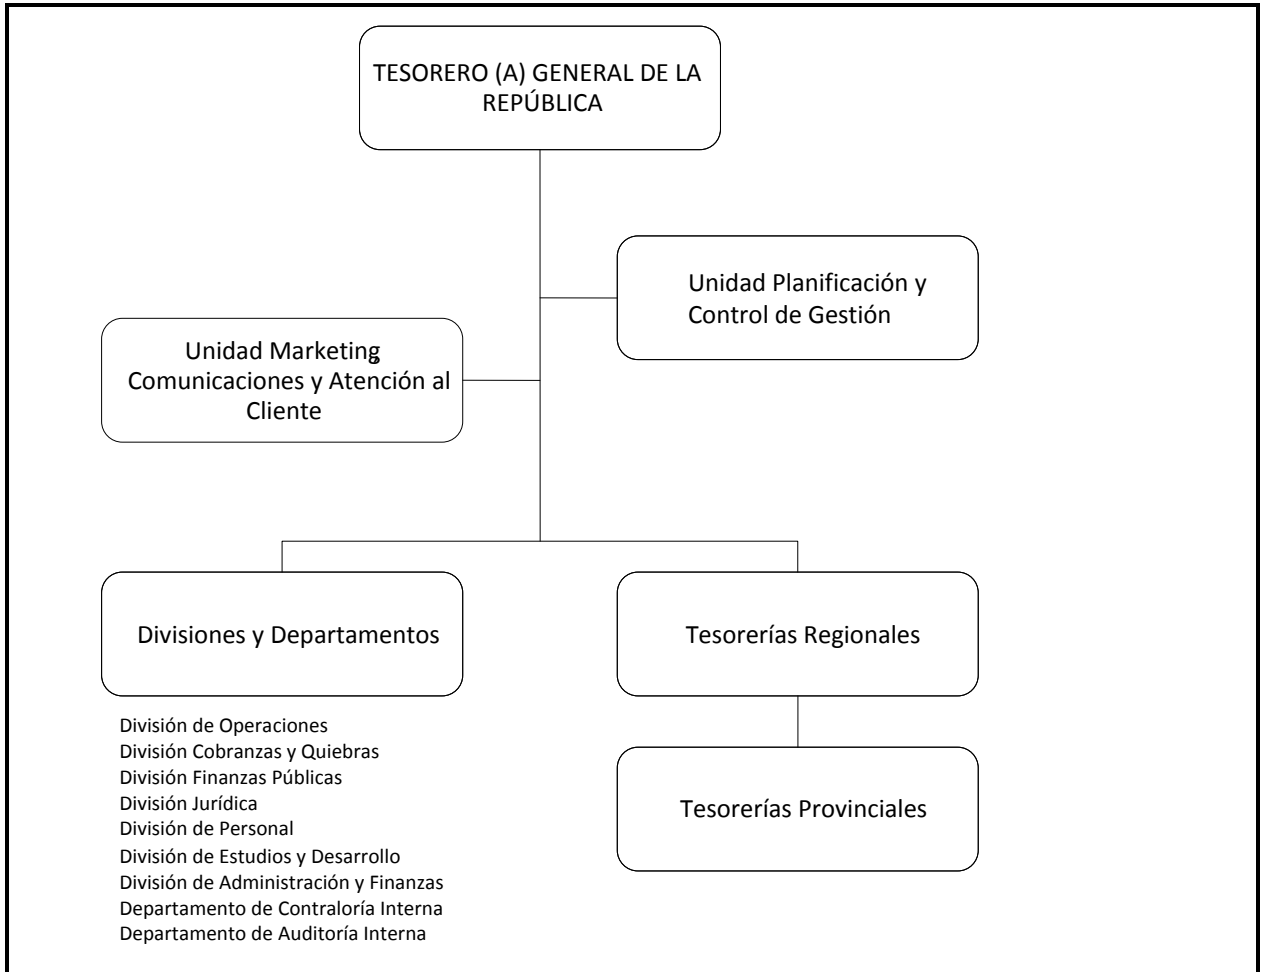 TESORERO (A) GENERAL DE LA
REPÚBLICA
Unidad Planificación y
Control de Gestión
Unidad Marketing,
Comunicaciones y Atención al
Cliente
Divisiones y Departamentos
Tesorerías Regionales
División de Operaciones
División Cobranzas y Quiebras
División Finanzas Públicas
División Jurídica
División de Personal
División de Estudios y Desarrollo
División de Administración y Finanzas
Departamento de Contraloría Interna
Departamento de Auditoría Interna
Tesorerías Provinciales